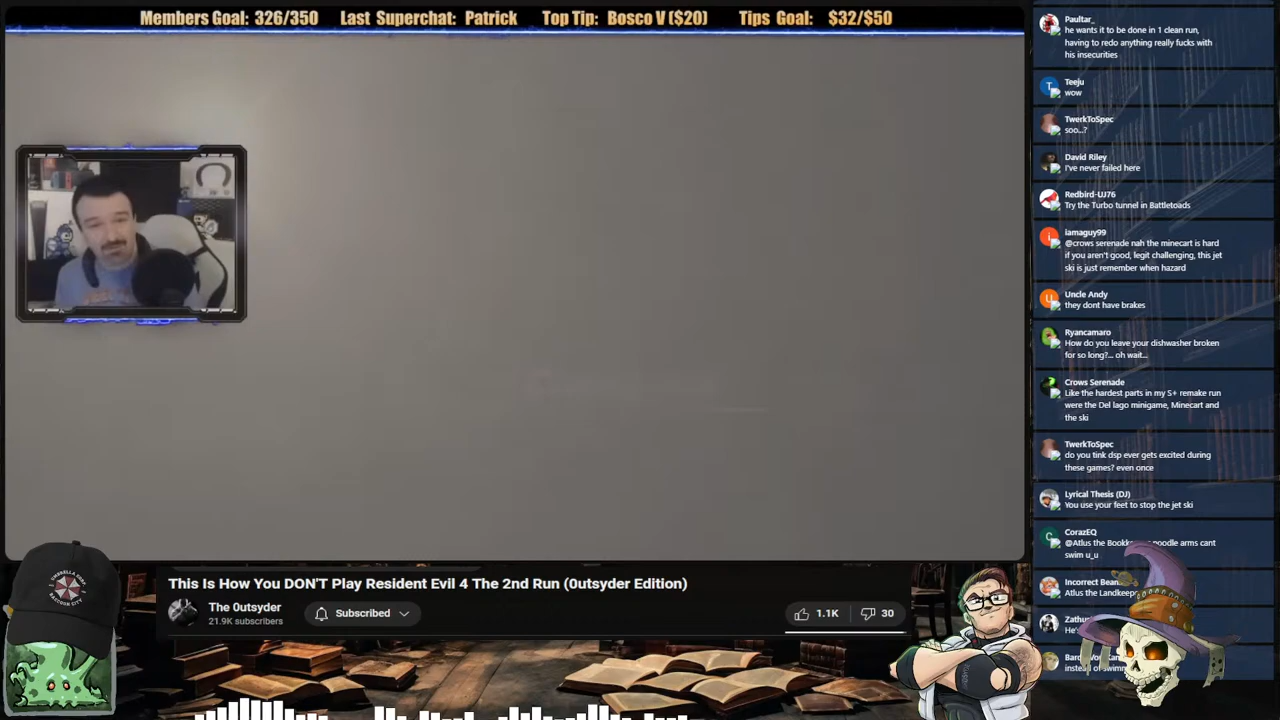 Members Goal: 326/350 Last Superchat: Patrick Top Tip: Bosco V ($20) Tips Goal: $32/$50
Paultar_
he wants it to be done in 1 clean run,
having to redo anything really fucks with
his insecurities
Teeju
wow
TwerkToSpec
soo...?
David Riley
I've never failed here
Redbird-UJ76
Try the Turbo tunnel in Battletoads
iamaguy99
@crows serenade nah the minecart is hard
if you aren't good, legit challenging, this jet
ski is just remember when hazard
Uncle Andy
they dont have brakes
Ryancamaro
How do you leave your dishwasher broken
for so long?... oh wait...
Crows Serenade
Like the hardest parts in my S+ remake run
were the Del lago minigame, Minecart and
the ski
TwerkToSpec
do you tink dsp ever gets excited during
these games? even once
Lyrical Thesis (DJ)
You use your feet to stop the jet ski
CorazEQ
@Atlus the noodle arms cant
swim u_u
Incorrect
Atlus the
instead of
This Is How You DON'T Play Resident Evil 4 The 2nd Run (0utsyder Edition)
The 0utsyder
21.9K subscribers
Subscribed
1.1K
30
UMBRELLA CORP.
RACCOON CITY